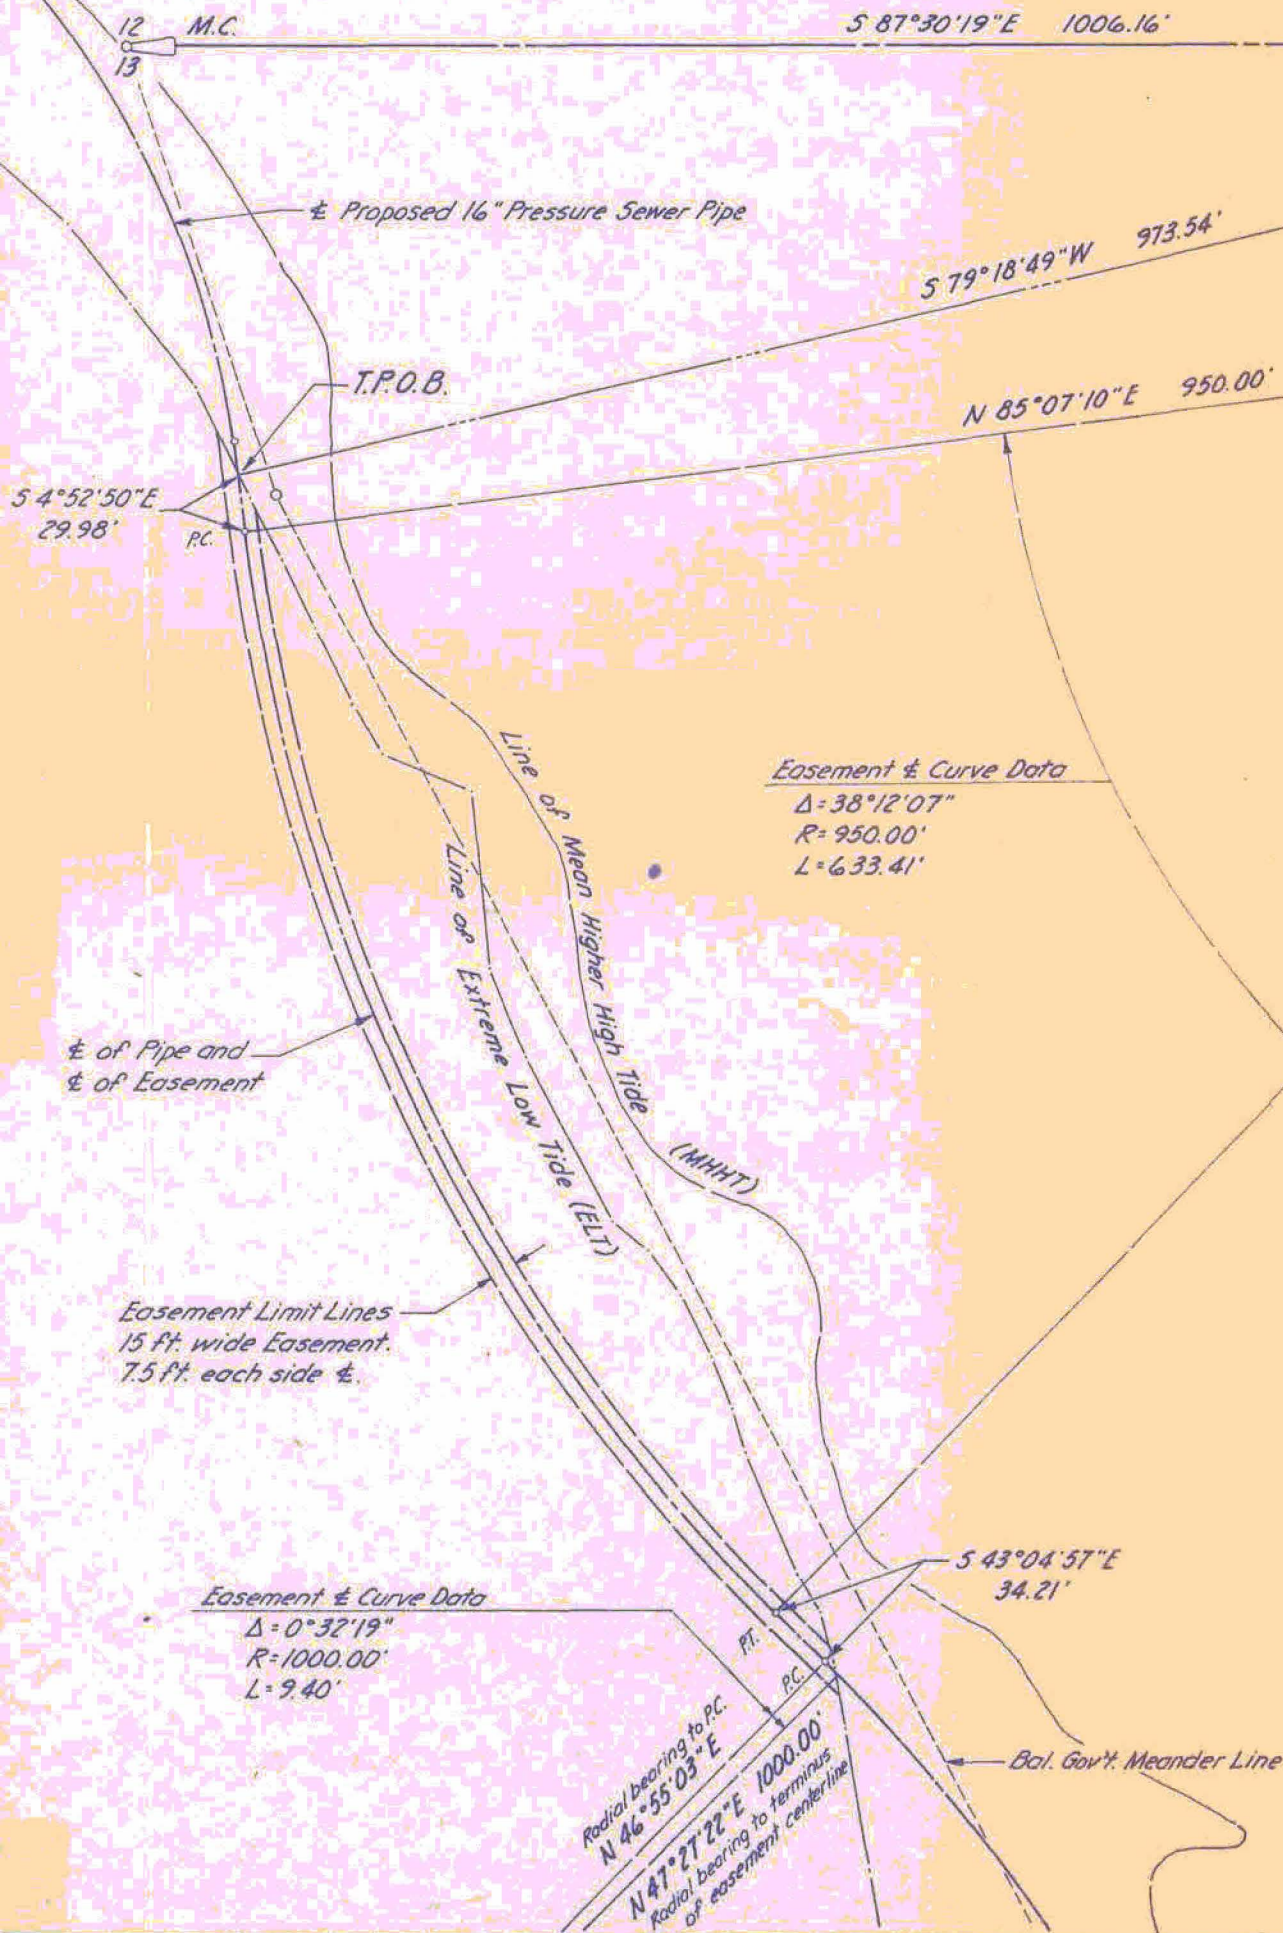 12 M.C.
13
S 87°30'19"E 1006.16'
℄ Proposed 16" Pressure Sewer Pipe
S 79°18'49"W 973.54'
T.P.O.B.
N 85°07'10"E 950.00'
S 4°52'50"E
29.98'
P.C.
Line of Mean Higher High Tide (MHHT)
Easement ℄ Curve Data
Δ=38°12'07"
R=950.00'
L=633.41'
Line of Extreme Low Tide (ELT)
℄ of Pipe and
℄ of Easement
Easement Limit Lines
15 ft. wide Easement.
7.5 ft. each side ℄.
S 43°04'57"E
34.21'
Easement ℄ Curve Data
Δ=0°32'19"
R=1000.00'
L=9.40'
P.T.
P.C.
Radial bearing to P.C.
N 46°55'03"E
N 47°27'22"E 1000.00'
Radial bearing to terminus
of easement centerline
Bal. Gov't. Meander Line